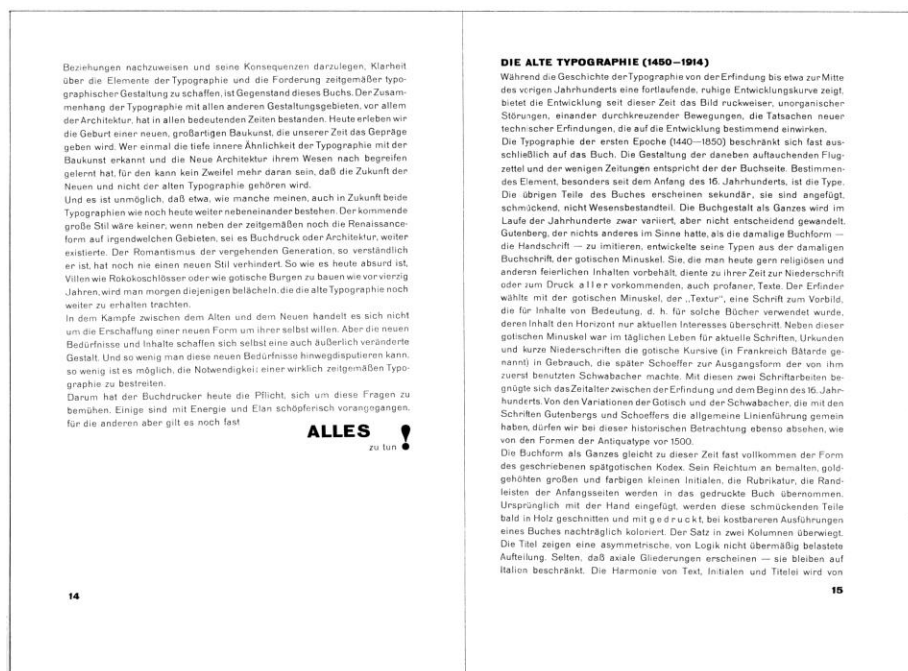 Beziehungen nachzuweisen und seine Konsequenzen darzulegen, Klarheit
über die Elemente der Typographie und die Forderung zeitgemäßer typo-
graphischer Gestaltung zu schaffen, ist Gegenstand dieses Buchs. Der Zusam-
menhang der Typographie mit allen anderen Gestaltungsgebieten, vor allem
der Architektur, hat in allen bedeutenden Zeiten bestanden. Heute erleben wir
die Geburt einer neuen, großartigen Baukunst, die unserer Zeit das Gepräge
geben wird. Wer einmal die tiefe innere Ähnlichkeit der Typographie mit der
Baukunst erkannt und die Neue Architektur ihrem Wesen nach begreifen
gelernt hat, für den kann kein Zweifel mehr daran sein, daß die Zukunft der
Neuen und nicht der alten Typographie gehören wird.
Und es ist unmöglich, daß etwa, wie manche meinen, auch in Zukunft beide
Typographien wie noch heute weiter nebeneinander bestehen. Der kommende
große Stil wäre keiner, wenn neben der zeitgemäßen noch die Renaissance-
form auf irgendwelchen Gebieten, sei es Buchdruck oder Architektur, weiter
existierte. Der Romantismus der vergehenden Generation, so verständlich
er ist, hat noch nie einen neuen Stil verhindert. So wie es heute absurd ist,
Villen wie Rokokoschlösser oder wie gotische Burgen zu bauen wie vor vierzig
Jahren, wird man morgen diejenigen belächeln, die die alte Typographie noch
weiter zu erhalten trachten.
In dem Kampfe zwischen dem Alten und dem Neuen handelt es sich nicht
um die Erschaffung einer neuen Form um ihrer selbst willen. Aber die neuen
Bedürfnisse und Inhalte schaffen sich selbst eine auch äußerlich veränderte
Gestalt. Und so wenig man diese neuen Bedürfnisse hinwegdisputieren kann,
so wenig ist es möglich, die Notwendigkeit einer wirklich zeitgemäßen Typo-
graphie zu bestreiten.
Darum hat der Buchdrucker heute die Pflicht, sich um diese Fragen zu
bemühen. Einige sind mit Energie und Elan schöpferisch vorangegangen,
für die anderen aber gilt es noch fast
ALLES !
zu tun
14
DIE ALTE TYPOGRAPHIE (1450—1914)
Während die Geschichte der Typographie von der Erfindung bis etwa zur Mitte
des vorigen Jahrhunderts eine fortlaufende, ruhige Entwicklungskurve zeigt,
bietet die Entwicklung seit dieser Zeit das Bild ruckweiser, unorganischer
Störungen, einander durchkreuzender Bewegungen, die Tatsachen neuer
technischer Erfindungen, die auf die Entwicklung bestimmend einwirken.
Die Typographie der ersten Epoche (1440—1850) beschränkt sich fast aus-
schließlich auf das Buch. Die Gestaltung der daneben auftauchenden Flug-
zettel und der wenigen Zeitungen entspricht der der Buchseite. Bestimmen-
des Element, besonders seit dem Anfang des 16. Jahrhunderts, ist die Type.
Die übrigen Teile des Buches erscheinen sekundär, sie sind angefügt,
schmückend, nicht Wesensbestandteil. Die Buchgestalt als Ganzes wird im
Laufe der Jahrhunderte zwar variiert, aber nicht entscheidend gewandelt.
Gutenberg, der nichts anderes im Sinne hatte, als die damalige Buchform —
die Handschrift — zu imitieren, entwickelte seine Typen aus der damaligen
Buchschrift, der gotischen Minuskel. Sie, die man heute gern religiösen und
anderen feierlichen Inhalten vorbehält, diente zu ihrer Zeit zur Niederschrift
oder zum Druck aller vorkommenden, auch profaner, Texte. Der Erfinder
wählte mit der gotischen Minuskel, der „Textur“, eine Schrift zum Vorbild,
die für Inhalte von Bedeutung, d. h. für solche Bücher verwendet wurde,
deren Inhalt den Horizont nur aktuellen Interesses überschritt. Neben dieser
gotischen Minuskel war im täglichen Leben für aktuelle Schriften, Urkunden
und kurze Niederschriften die gotische Kursive (in Frankreich Bâtarde ge-
nannt) in Gebrauch, die später Schoeffer zur Ausgangsform der von ihm
zuerst benutzten Schwabacher machte. Mit diesen zwei Schriftarbeiten be-
gnügte sich das Zeitalter zwischen der Erfindung und dem Beginn des 16. Jahr-
hunderts. Von den Variationen der Gotisch und der Schwabacher, die mit den
Schriften Gutenbergs und Schoeffers die allgemeine Linienführung gemein
haben, dürfen wir bei dieser historischen Betrachtung ebenso absehen, wie
von den Formen der Antiquatype vor 1500.
Die Buchform als Ganzes gleicht zu dieser Zeit fast vollkommen der Form
des geschriebenen spätgotischen Kodex. Sein Reichtum an bemalten, gold-
gehöhten großen und farbigen kleinen Initialen, die Rubrikatur, die Rand-
leisten der Anfangsseiten werden in das gedruckte Buch übernommen.
Ursprünglich mit der Hand eingefügt, werden diese schmückenden Teile
bald in Holz geschnitten und mitgedruckt, bei kostbareren Ausführungen
eines Buches nachträglich koloriert. Der Satz in zwei Kolumnen überwiegt.
Die Titel zeigen eine asymmetrische, von Logik nicht übermäßig belastete
Aufteilung. Selten, daß axiale Gliederungen erscheinen — sie bleiben auf
Italien beschränkt. Die Harmonie von Text, Initialen und Titelei wird von
15